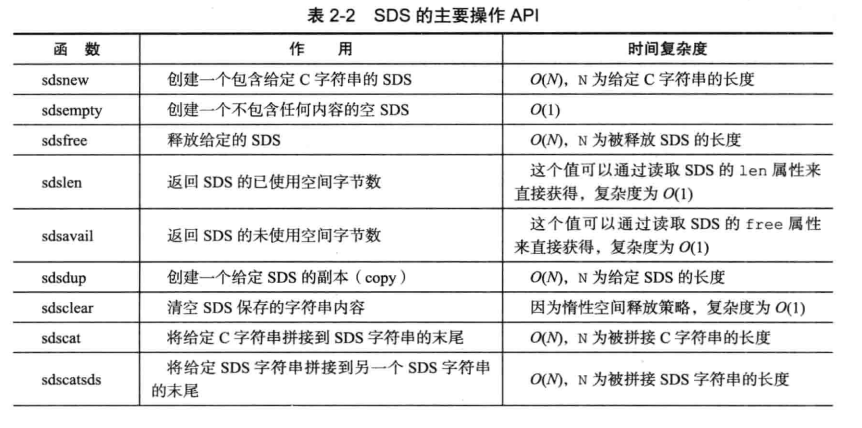 表 2-2 SDS 的主要操作 API
函 数 作 用 时间复杂度
sdsnew 创建一个包含给定 C 字符串的 SDS O(N)，N 为给定 C 字符串的长度
sdsempty 创建一个不包含任何内容的空 SDS O(1)
sdsfree 释放给定的 SDS O(N)，N 为被释放 SDS 的长度
sdslen 返回 SDS 的已使用空间字节数 这个值可以通过读取 SDS 的 len 属性来
直接获得，复杂度为 O(1)
sdsavail 返回 SDS 的未使用空间字节数 这个值可以通过读取 SDS 的 free 属性
来直接获得，复杂度为 O(1)
sdsdup 创建一个给定 SDS 的副本（copy） O(N)，N 为给定 SDS 的长度
sdsclear 清空 SDS 保存的字符串内容 因为惰性空间释放策略，复杂度为 O(1)
sdscat 将给定 C 字符串拼接到 SDS 字符串的末尾 O(N)，N 为被拼接 C 字符串的长度
sdscatsds 将给定 SDS 字符串拼接到另一个 SDS 字符串
的末尾 O(N)，N 为被拼接 SDS 字符串的长度